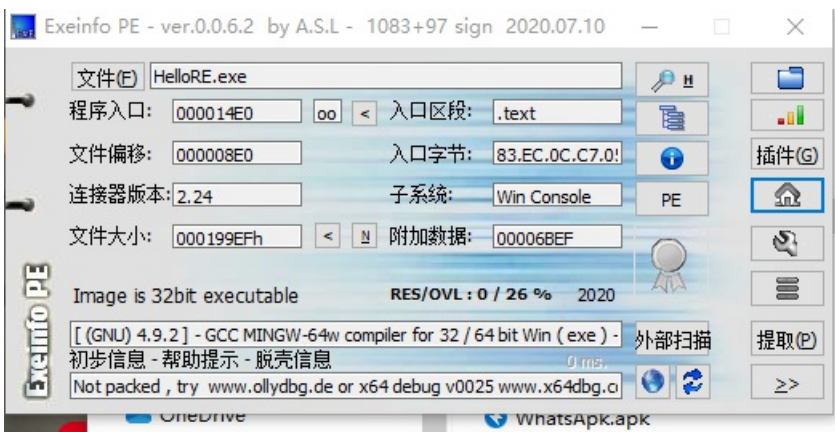 Exeinfo PE - ver.0.0.6.2 by A.S.L - 1083+97 sign 2020.07.10
文件(F) HelloRE.exe H
程序入口: 000014E0 oo < 入口区段: .text
文件偏移: 000008E0 入口字节: 83.EC.0C.C7.0 插件(G)
连接器版本: 2.24 子系统: Win Console PE
文件大小: 000199EFh < N 附加数据: 00006BEF
Image is 32bit executable RES/OVL : 0 / 26 % 2020
Exeinfo PE
[ (GNU) 4.9.2 ] - GCC MINGW-64w compiler for 32 / 64 bit Win ( exe ) - 外部扫描 提取(P)
初步信息 - 帮助提示 - 脱壳信息 0 ms.
Not packed , try www.ollydbg.de or x64 debug v0025 www.x64dbg.c >>
OneDrive WhatsApk.apk